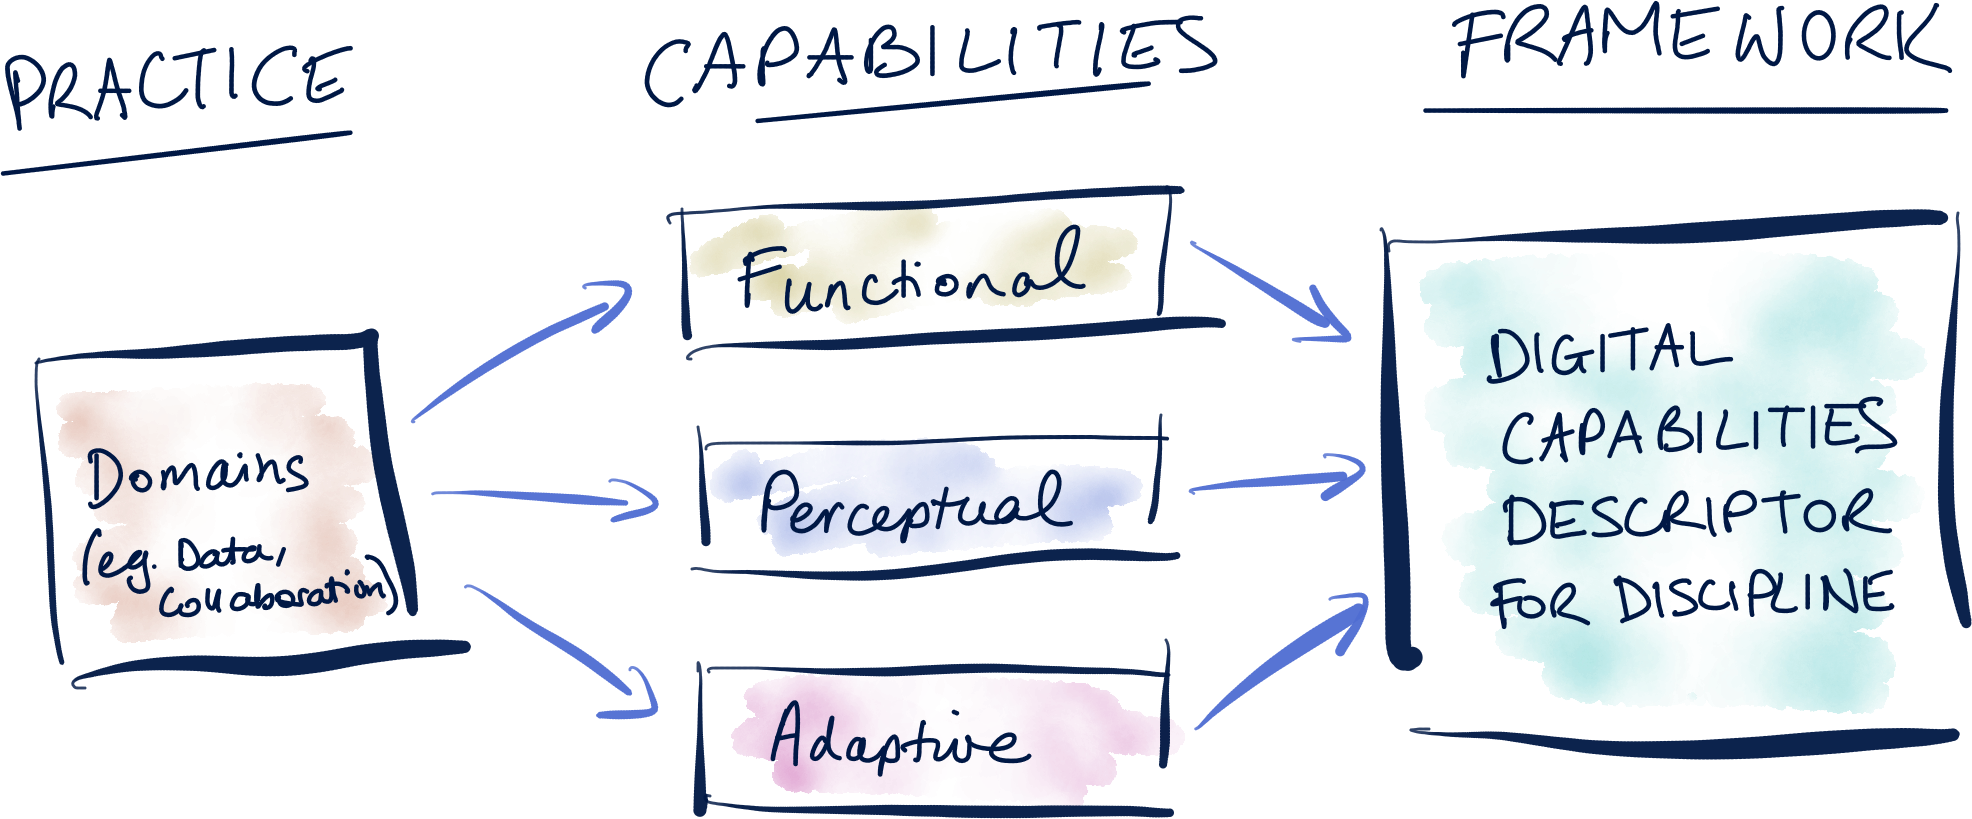 PRACTICE
CAPABILITIES
FRAMEWORK
Domains
(eg. Data,
Collaboration)
Functional
Perceptual
Adaptive
DIGITAL
CAPABILITIES
DESCRIPTOR
FOR DISCIPLINE